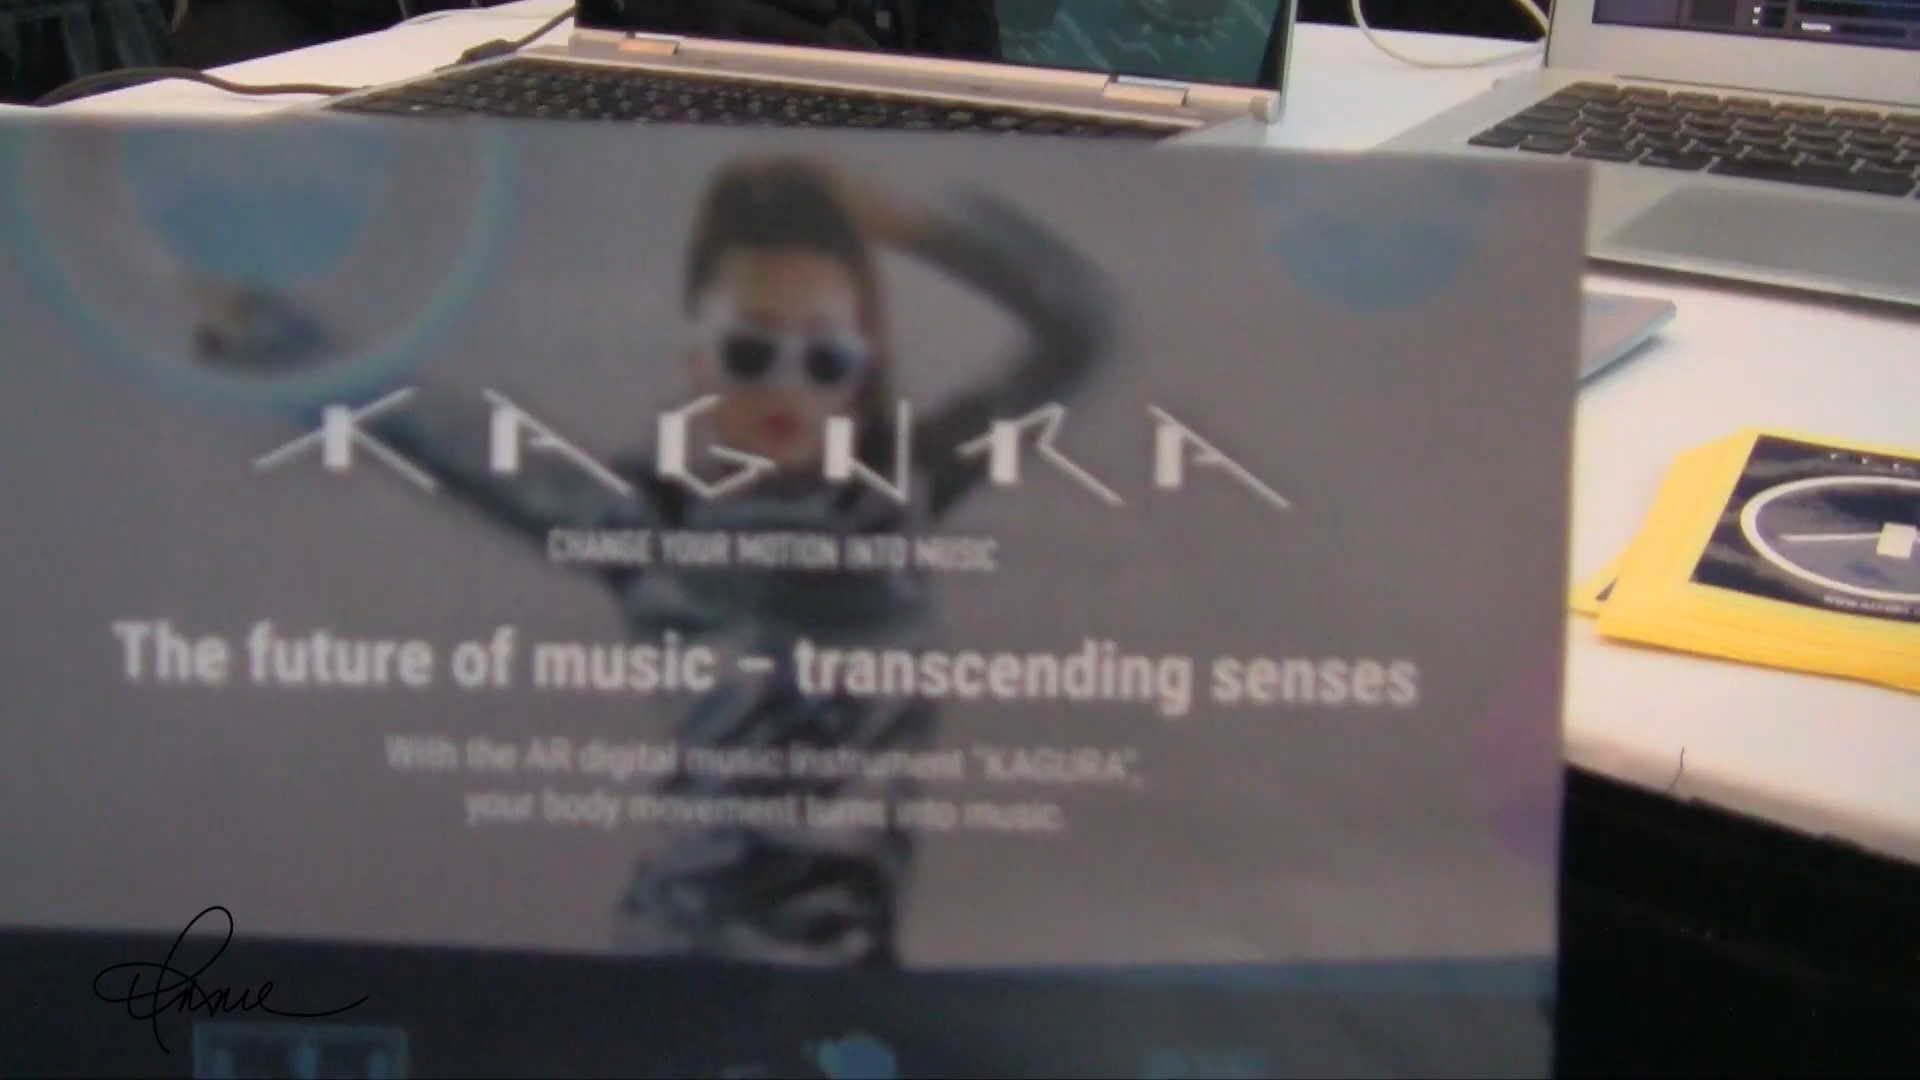 KAGURA
CHANGE YOUR MOTION INTO MUSIC
The future of music – transcending senses
With the AR digital music instrument "KAGURA",
your body movement turns into music.